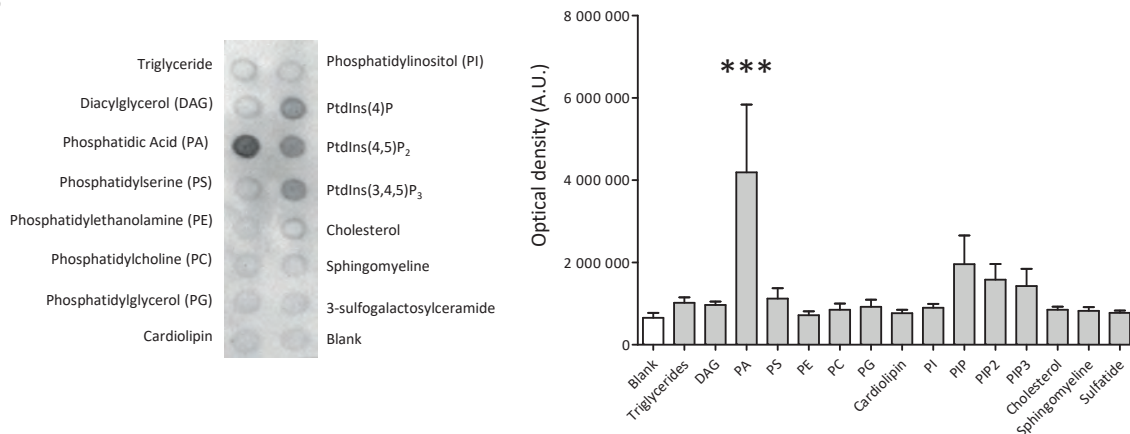 Triglyceride
Diacylglycerol (DAG)
Phosphatidic Acid (PA)
Phosphatidylserine (PS)
Phosphatidylethanolamine (PE)
Phosphatidylcholine (PC)
Phosphatidylglycerol (PG)
Cardiolipin
Phosphatidylinositol (PI)
PtdIns(4)P
PtdIns(4,5)P2
PtdIns(3,4,5)P3
Cholesterol
Sphingomyeline
3-sulfogalactosylceramide
Blank
Optical density (A.U.)
8 000 000
6 000 000
4 000 000
2 000 000
0
***
Blank
Triglycerides
DAG
PA
PS
PE
PC
PG
Cardiolipin
PI
PIP
PIP2
PIP3
Cholesterol
Sphingomyeline
Sulfatide